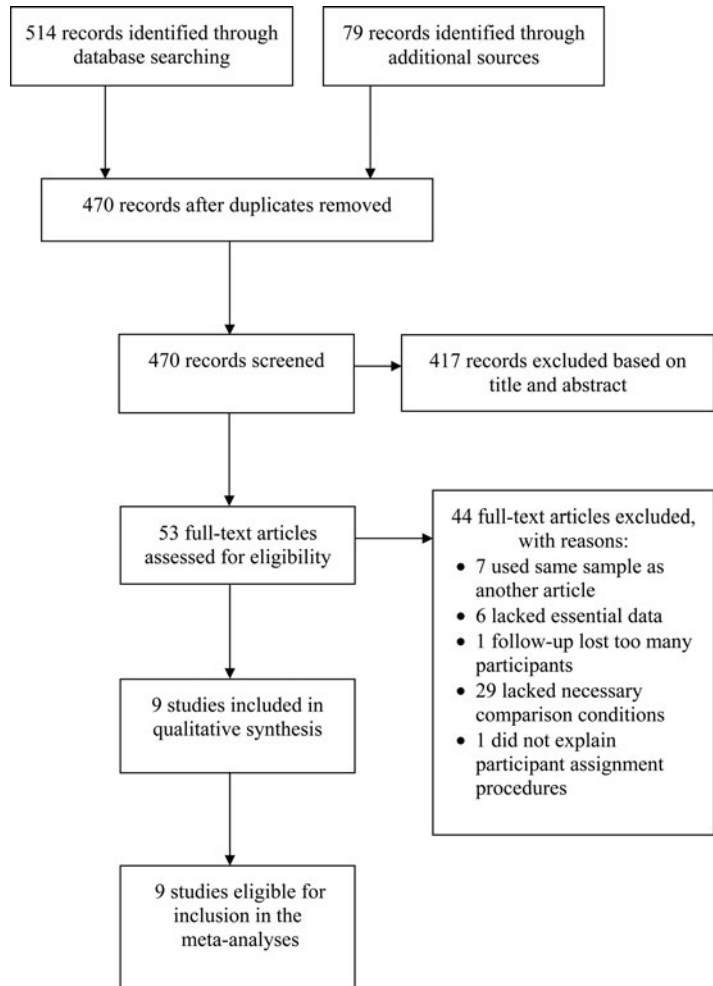 514 records identified through
database searching
79 records identified through
additional sources
470 records after duplicates removed
470 records screened
417 records excluded based on
title and abstract
53 full-text articles
assessed for eligibility
44 full-text articles excluded,
with reasons:
• 7 used same sample as
another article
• 6 lacked essential data
• 1 follow-up lost too many
participants
• 29 lacked necessary
comparison conditions
• 1 did not explain
participant assignment
procedures
9 studies included in
qualitative synthesis
9 studies eligible for
inclusion in the
meta-analyses